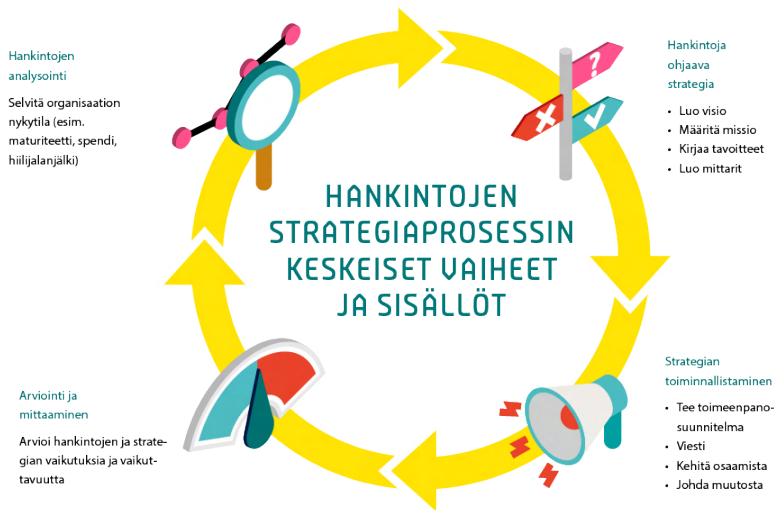 Hankintojen
analysointi
Selvitä organisaation
nykytila (esim.
maturiteetti, spendi,
hiilijalanjälki)
Hankintoja
ohjaava
strategia
• Luo visio
• Määritä missio
• Kirjaa tavoitteet
• Luo mittarit
?
HANKINTOJEN
STRATEGIAPROSESSIN
KESKEISET VAIHEET
JA SISÄLLÖT
Strategian
toiminnallistaminen
• Tee toimeenpano-
suunnitelma
• Viesti
• Kehitä osaamista
• Johda muutosta
Arviointi ja
mittaaminen
Arvioi hankintojen ja strate-
gian vaikutuksia ja vaikut-
tavuutta